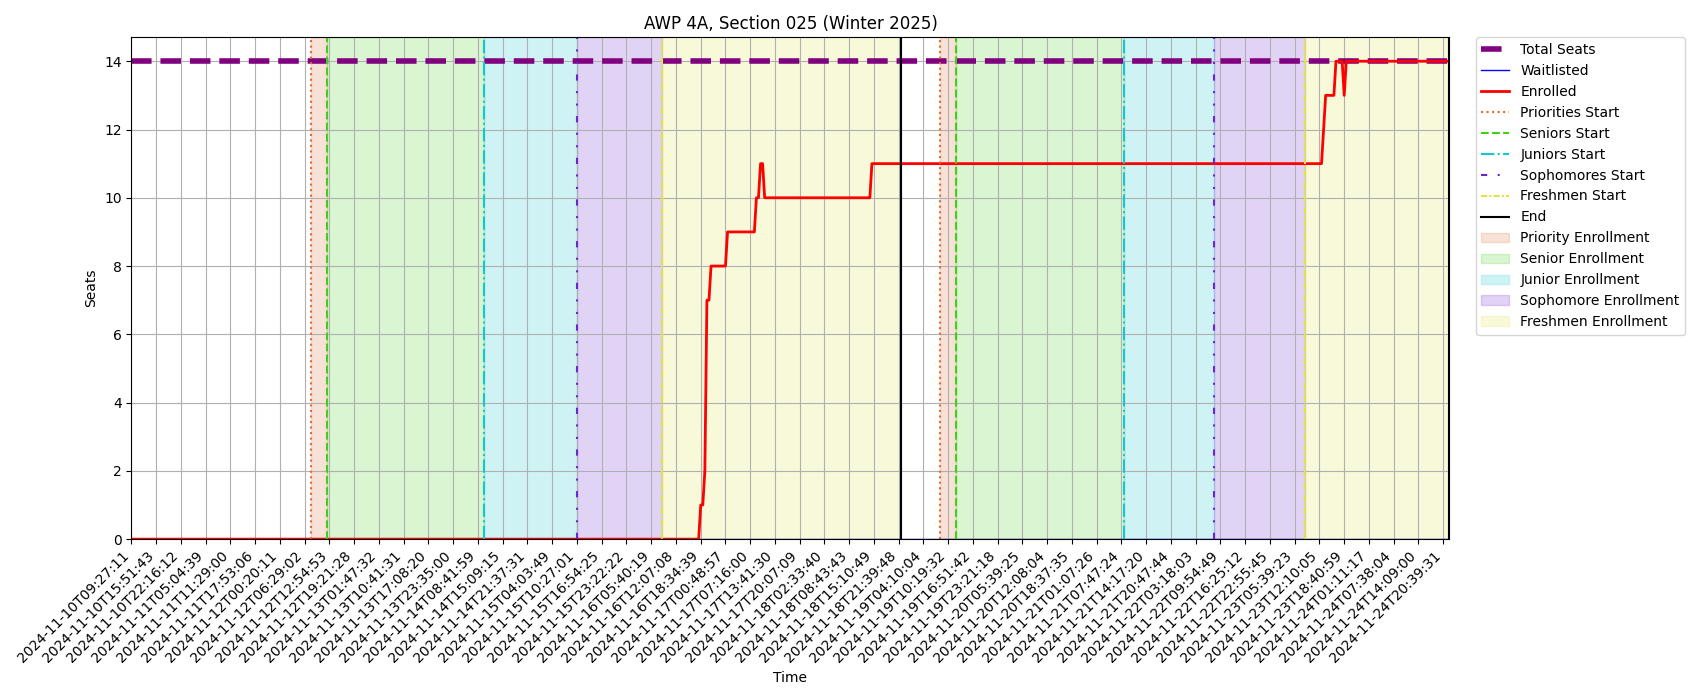 AWP 4A, Section 025 (Winter 2025)
Seats
14
12
10
8
6
4
2
0
2024-11-10T09:27:11
2024-11-10T15:51:43
2024-11-10T22:16:12
2024-11-11T05:04:39
2024-11-11T11:29:00
2024-11-11T17:53:06
2024-11-12T00:20:11
2024-11-12T06:29:02
2024-11-12T12:54:53
2024-11-12T19:21:28
2024-11-13T01:47:32
2024-11-13T10:41:31
2024-11-13T17:08:20
2024-11-13T23:35:00
2024-11-14T08:41:59
2024-11-14T15:09:15
2024-11-14T21:37:31
2024-11-15T04:03:49
2024-11-15T10:27:01
2024-11-15T16:54:25
2024-11-15T23:22:22
2024-11-16T05:40:19
2024-11-16T12:07:08
2024-11-16T18:34:39
2024-11-17T00:48:57
2024-11-17T07:16:00
2024-11-17T13:41:30
2024-11-17T20:07:09
2024-11-18T02:33:40
2024-11-18T08:43:43
2024-11-18T15:10:49
2024-11-18T21:39:48
2024-11-19T04:10:04
2024-11-19T10:19:32
2024-11-19T16:51:42
2024-11-19T23:21:18
2024-11-20T05:39:25
2024-11-20T12:08:04
2024-11-20T18:37:35
2024-11-21T01:07:26
2024-11-21T07:47:24
2024-11-21T14:17:20
2024-11-21T20:47:44
2024-11-22T03:18:03
2024-11-22T09:54:49
2024-11-22T16:25:12
2024-11-22T22:55:45
2024-11-23T05:39:23
2024-11-23T12:10:05
2024-11-23T18:40:59
2024-11-24T01:11:17
2024-11-24T07:38:04
2024-11-24T14:09:00
2024-11-24T20:39:31
Time
Total Seats
Waitlisted
Enrolled
Priorities Start
Seniors Start
Juniors Start
Sophomores Start
Freshmen Start
End
Priority Enrollment
Senior Enrollment
Junior Enrollment
Sophomore Enrollment
Freshmen Enrollment